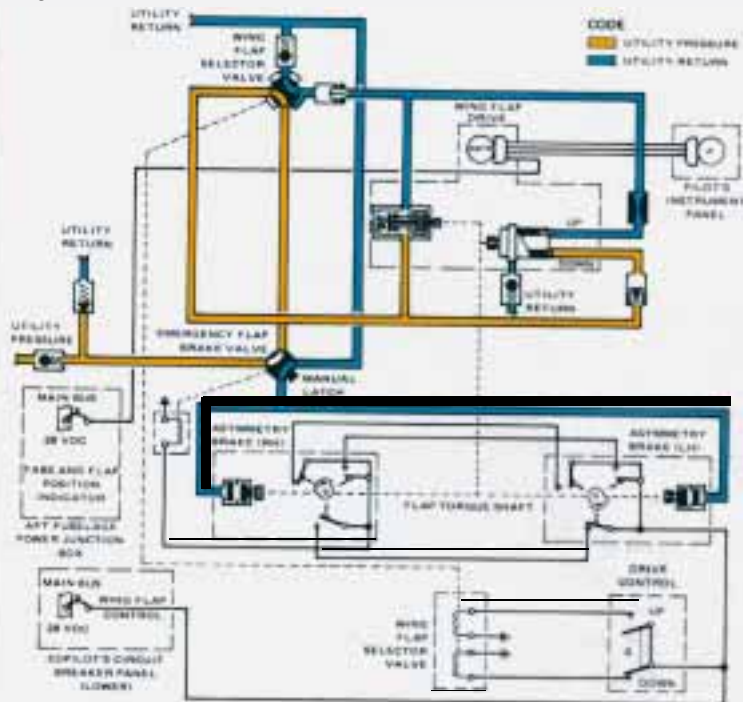 UTILITY
RETURN
WING
FLAP
SELECTOR
VALVE
CODE
UTILITY PRESSURE
UTILITY RETURN
WING FLAP
DRIVE
PILOT'S
INSTRUMENT
PANEL
UP
DOWN
UTILITY
RETURN
UTILITY
RETURN
UTILITY
PRESSURE
EMERGENCY FLAP
BRAKE VALVE
MANUAL
LATCH
MAIN BUS
28 VDC
TABS AND FLAP
POSITION
INDICATOR
AFT FUSELAGE
POWER JUNCTION
BOX
ASYMMETRY
BRAKE (RH)
ASYMMETRY
BRAKE (LH)
FLAP TORQUE SHAFT
MAIN BUS
WING FLAP
CONTROL
28 VDC
COPILOT'S CIRCUIT
BREAKER PANEL
(LOWER)
WING
FLAP
SELECTOR
VALVE
DRIVE
CONTROL
UP
DOWN